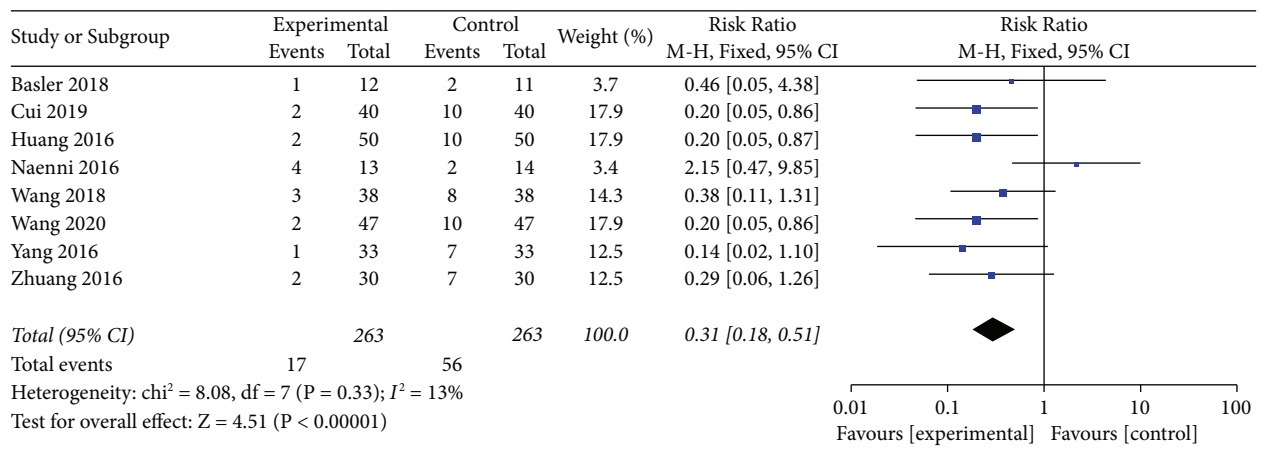 Study or Subgroup Experimental Control Weight (%) Risk Ratio Risk Ratio
Events Total Events Total M-H, Fixed, 95% CI M-H, Fixed, 95% CI
Basler 2018 1 12 2 11 3.7 0.46 [0.05, 4.38]
Cui 2019 2 40 10 40 17.9 0.20 [0.05, 0.86]
Huang 2016 2 50 10 50 17.9 0.20 [0.05, 0.87]
Naenni 2016 4 13 2 14 3.4 2.15 [0.47, 9.85]
Wang 2018 3 38 8 38 14.3 0.38 [0.11, 1.31]
Wang 2020 2 47 10 47 17.9 0.20 [0.05, 0.86]
Yang 2016 1 33 7 33 12.5 0.14 [0.02, 1.10]
Zhuang 2016 2 30 7 30 12.5 0.29 [0.06, 1.26]
Total (95% CI) 263 263 100.0 0.31 [0.18, 0.51]
Total events 17 56
Heterogeneity: chi² = 8.08, df = 7 (P = 0.33); I² = 13%
Test for overall effect: Z = 4.51 (P < 0.00001)
0.01 0.1 1 10 100
Favours [experimental] Favours [control]